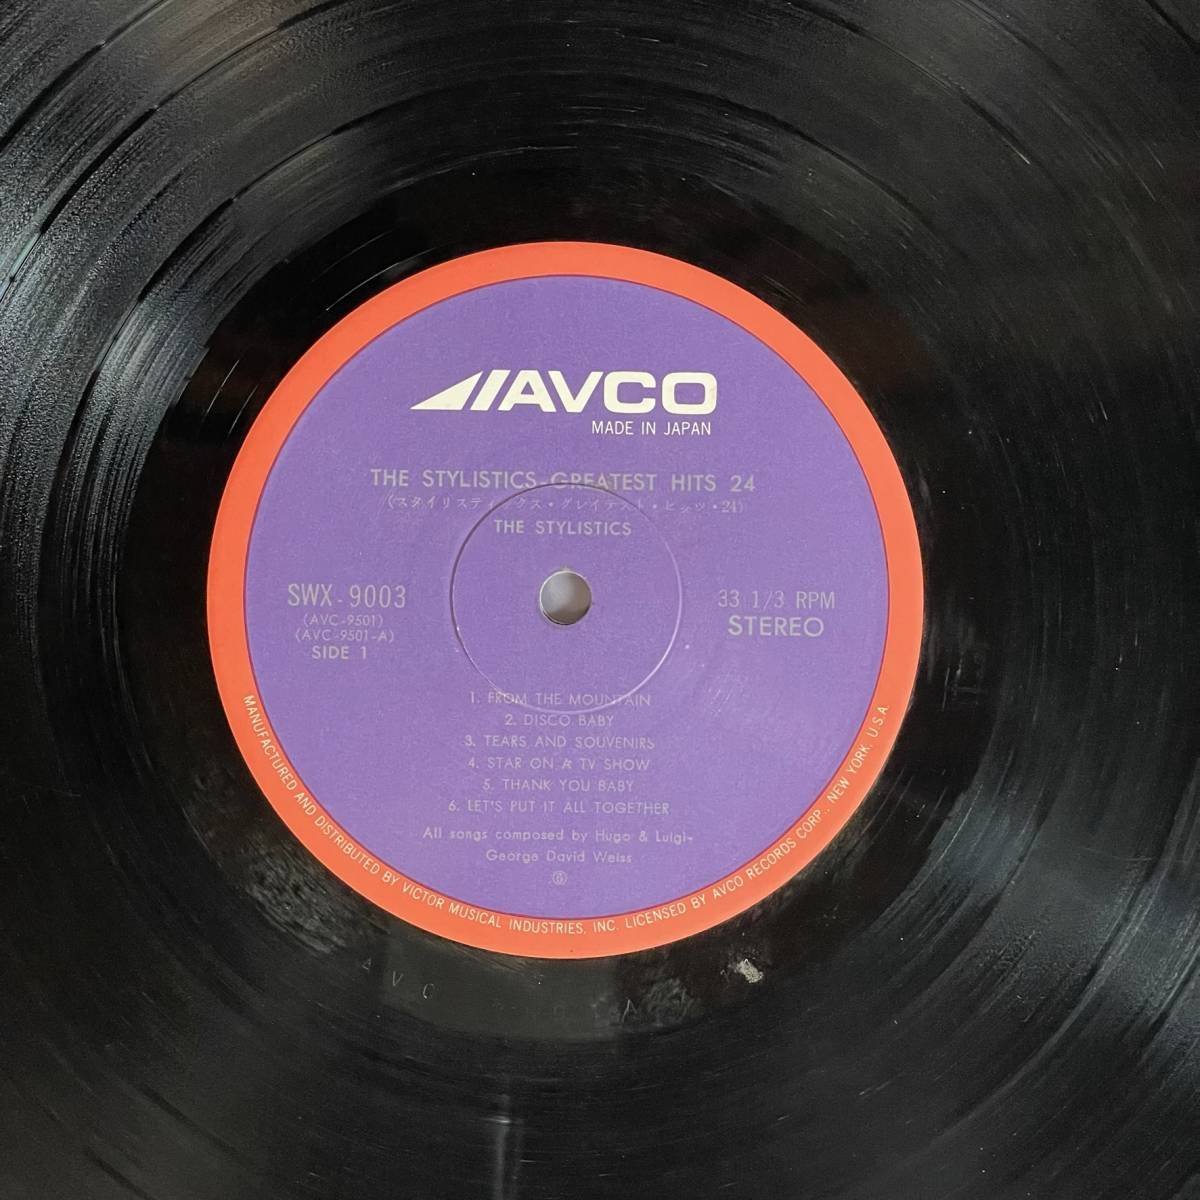 AVCO
MADE IN JAPAN
THE STYLISTICS-GREATEST HITS 24
(スタイリスティックス・グレイテスト・ヒッツ・24)
THE STYLISTICS
SWX-9003
(AVC-9501)
(AVC-9501-A)
SIDE 1
33 1/3 RPM
STEREO
1. FROM THE MOUNTAIN
2. DISCO BABY
3. TEARS AND SOUVENIRS
4. STAR ON A TV SHOW
5. THANK YOU BABY
6. LET'S PUT IT ALL TOGETHER
All songs composed by Hugo & Luigi-
George David Weiss
MANUFACTURED AND DISTRIBUTED BY VICTOR MUSICAL INDUSTRIES, INC. LICENSED BY AVCO RECORDS CORP., NEW YORK, U.S.A.
A V C